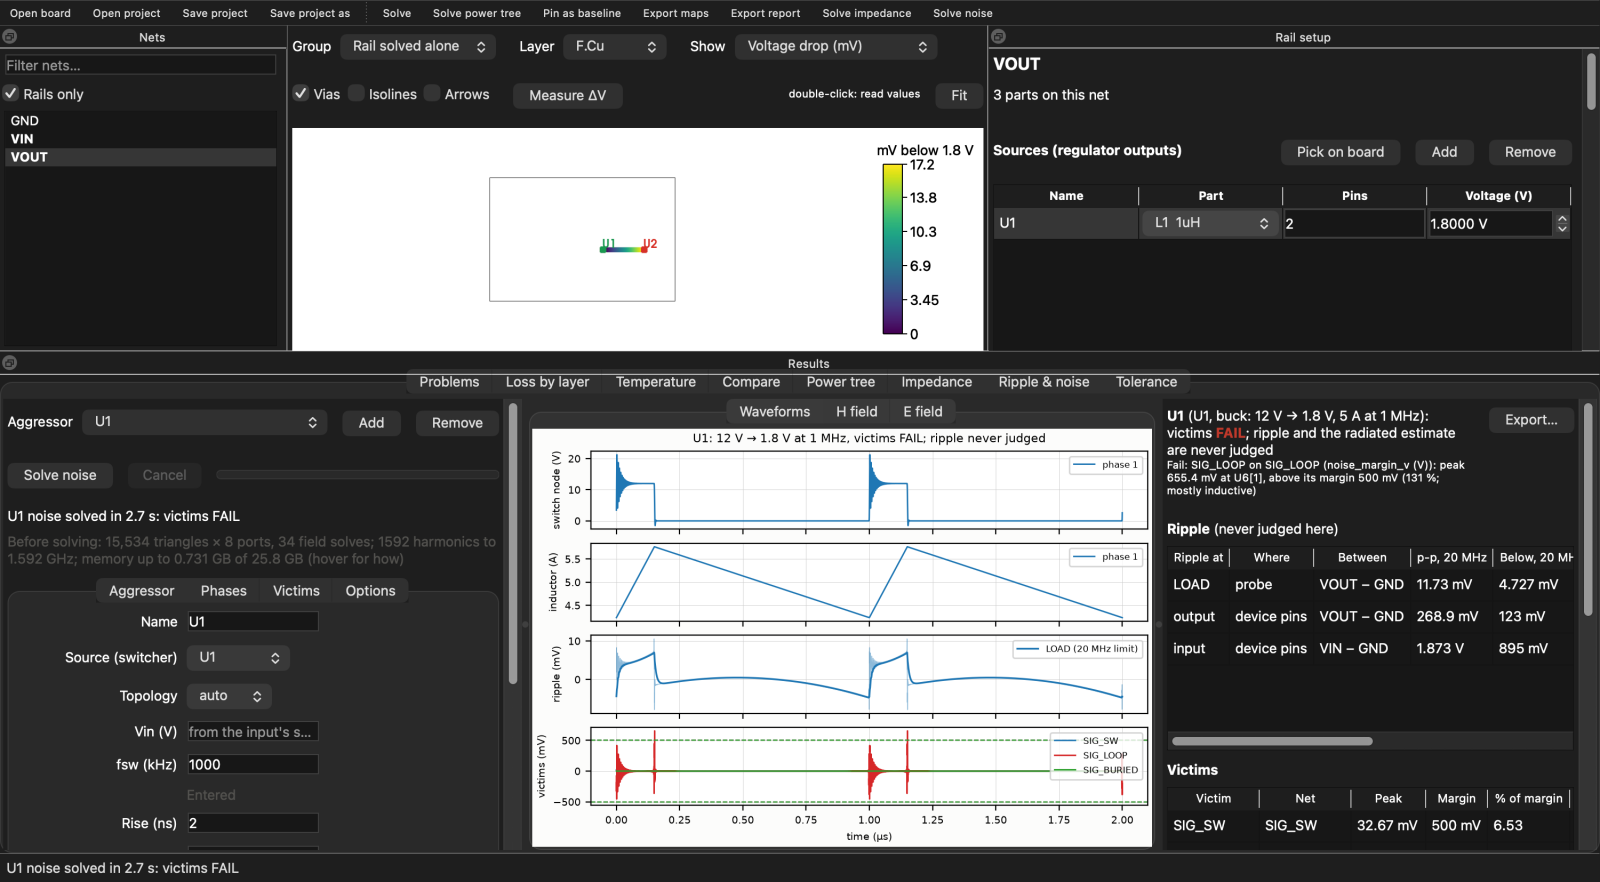 Open board Open project Save project Save project as Solve Solve power tree Pin as baseline Export maps Export report Solve impedance Solve noise
Nets
Filter nets...
Rails only
GND
VIN
VOUT
Group Rail solved alone Layer F.Cu Show Voltage drop (mV)
Vias Isolines Arrows Measure ΔV double-click: read values Fit
mV below 1.8 V
17.2
13.8
10.3
6.9
3.45
0
U1 U2
Rail setup
VOUT
3 parts on this net
Sources (regulator outputs) Pick on board Add Remove
Name Part Pins Voltage (V)
U1 L1 1uH 2 1.8000 V
Results
Problems Loss by layer Temperature Compare Power tree Impedance Ripple & noise Tolerance
Aggressor U1 Add Remove
Solve noise Cancel
U1 noise solved in 2.7 s: victims FAIL
Before solving: 15,534 triangles × 8 ports, 34 field solves; 1592 harmonics to
1.592 GHz; memory up to 0.731 GB of 25.8 GB (hover for how)
Aggressor Phases Victims Options
Name U1
Source (switcher) U1
Topology auto
Vin (V) from the input's s...
fsw (kHz) 1000
Entered
Rise (ns) 2
Waveforms H field E field
U1: 12 V → 1.8 V at 1 MHz, victims FAIL; ripple never judged
switch node (V)
20
10
0
phase 1
inductor (A)
5.5
5.0
4.5
phase 1
ripple (mV)
10
0
LOAD (20 MHz limit)
victims (mV)
500
0
−500
SIG_SW
SIG_LOOP
SIG_BURIED
0.00 0.25 0.50 0.75 1.00 1.25 1.50 1.75 2.00
time (µs)
U1 (U1, buck: 12 V → 1.8 V, 5 A at 1 MHz):
victims FAIL; ripple and the radiated estimate
are never judged
Export...
Fail: SIG_LOOP on SIG_LOOP (noise_margin_v (V)): peak
655.4 mV at U6[1], above its margin 500 mV (131 %;
mostly inductive)
Ripple (never judged here)
Ripple at Where Between p-p, 20 MHz Below, 20 MH
LOAD probe VOUT − GND 11.73 mV 4.727 mV
output device pins VOUT − GND 268.9 mV 123 mV
input device pins VIN − GND 1.873 V 895 mV
Victims
Victim Net Peak Margin % of margin
SIG_SW SIG_SW 32.67 mV 500 mV 6.53
U1 noise solved in 2.7 s: victims FAIL